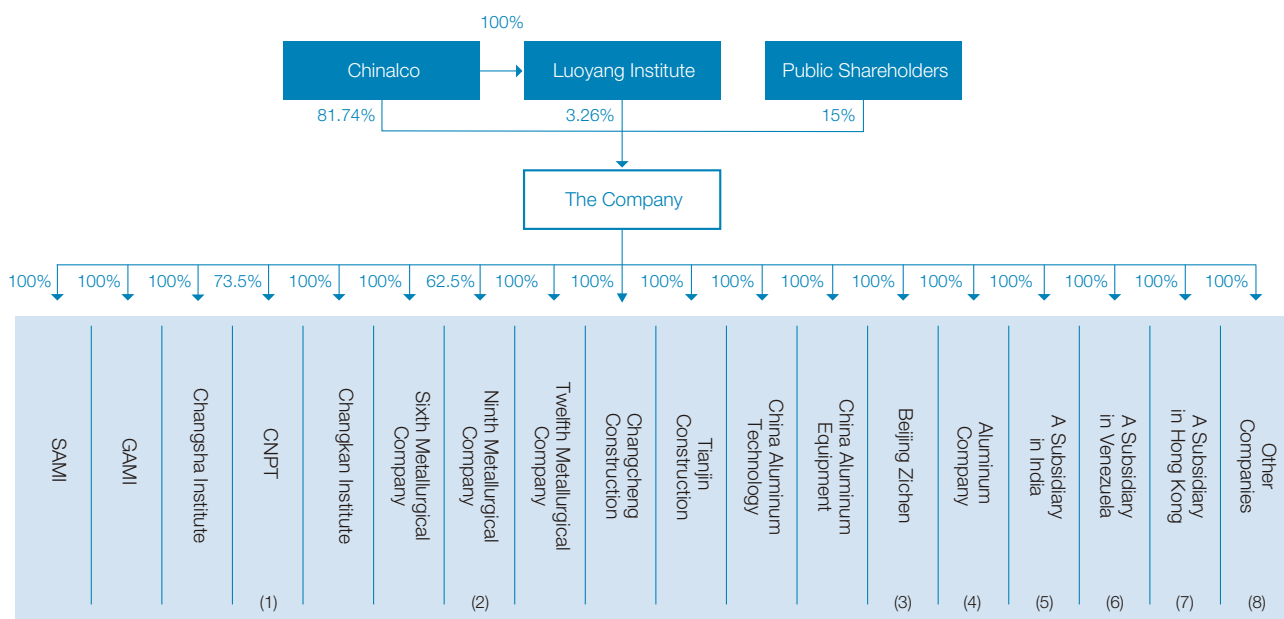 100%
Chinalco
Luoyang Institute
Public Shareholders
81.74%
3.26%
15%
The Company
100%
100%
100%
73.5%
100%
100%
62.5%
100%
100%
100%
100%
100%
100%
100%
100%
100%
100%
100%
SAMI
GAMI
Changsha Institute
CNPT
(1)
Changkan Institute
Sixth Metallurgical
Company
Ninth Metallurgical
Company
(2)
Twelfth Metallurgical
Company
Changcheng
Construction
Tianjin
Construction
China Aluminum
Technology
China Aluminum
Equipment
Beijing Zichen
(3)
Aluminum
Company
(4)
A Subsidiary
in India
(5)
A Subsidiary
in Venezuela
(6)
A Subsidiary
in Hong Kong
(7)
Other
Companies
(8)